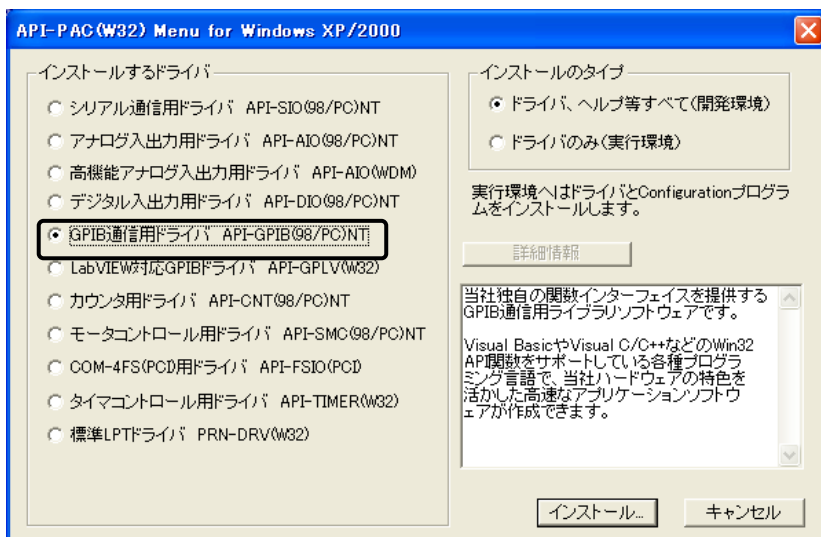 API-PAC(W32) Menu for Windows XP/2000
インストールするドライバ
シリアル通信用ドライバ API-SIO(98/PC)NT
アナログ入出力用ドライバ API-AIO(98/PC)NT
高機能アナログ入出力用ドライバ API-AIO(WDM)
デジタル入出力用ドライバ API-DIO(98/PC)NT
GPIB通信用ドライバ API-GPIB(98/PC)NT
LabVIEW対応GPIBドライバ API-GPLV(W32)
カウンタ用ドライバ API-CNT(98/PC)NT
モータコントロール用ドライバ API-SMC(98/PC)NT
COM-4FS(PCI)用ドライバ API-FSIO(PCI)
タイマコントロール用ドライバ API-TIMER(W32)
標準LPTドライバ PRN-DRV(W32)
インストールのタイプ
ドライバ、ヘルプ等すべて(開発環境)
ドライバのみ(実行環境)
実行環境へはドライバとConfigurationプログラ
ムをインストールします。
詳細情報
当社独自の関数インターフェイスを提供する
GPIB通信用ライブラリソフトウェアです。
Visual BasicやVisual C/C++などのWin32
API関数をサポートしている各種プログラ
ミング言語で、当社ハードウェアの特色を
活かした高速なアプリケーションソフトウ
ェアが作成できます。
インストール...
キャンセル